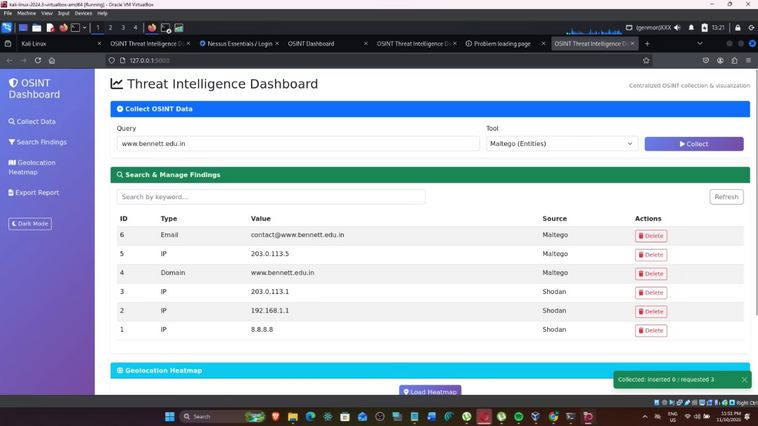 kali-linux-2024.3-virtualbox-amd64 [Running] - Oracle VM VirtualBox
File Machine View Input Devices Help
1 2 3 4
(genmon)XXX
13:21
Kali Linux
OSINT Threat Intelligence Da
Nessus Essentials / Login
OSINT Dashboard
OSINT Threat Intelligence Da
Problem loading page
OSINT Threat Intelligence Da
127.0.0.1:5000
OSINT
Dashboard
Collect Data
Search Findings
Geolocation
Heatmap
Export Report
Dark Mode
Threat Intelligence Dashboard
Centralized OSINT collection & visualization
Collect OSINT Data
Query
Tool
www.bennett.edu.in
Maltego (Entities)
Collect
Search & Manage Findings
Search by keyword...
Refresh
ID Type Value Source Actions
6 Email contact@www.bennett.edu.in Maltego Delete
5 IP 203.0.113.5 Maltego Delete
4 Domain www.bennett.edu.in Maltego Delete
3 IP 203.0.113.1 Shodan Delete
2 IP 192.168.1.1 Shodan Delete
1 IP 8.8.8.8 Shodan Delete
Geolocation Heatmap
Load Heatmap
Collected: inserted 0 / requested 3
Right Ctrl
Search
ENG
US
11:01 PM
11/10/2025